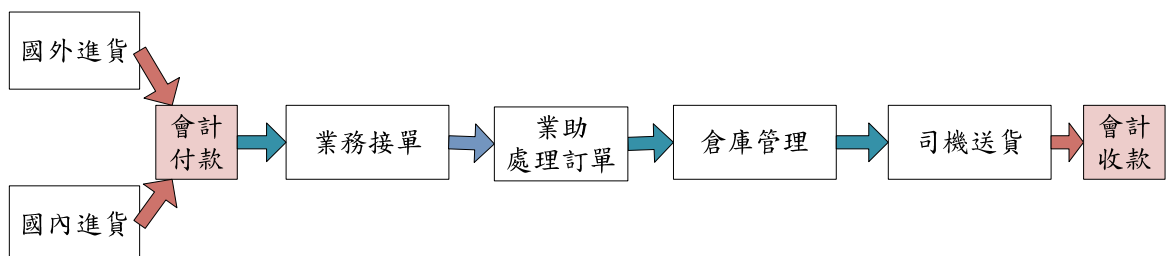 國外進貨
國內進貨
會計
付款
業務接單
業助
處理訂單
倉庫管理
司機送貨
會計
收款